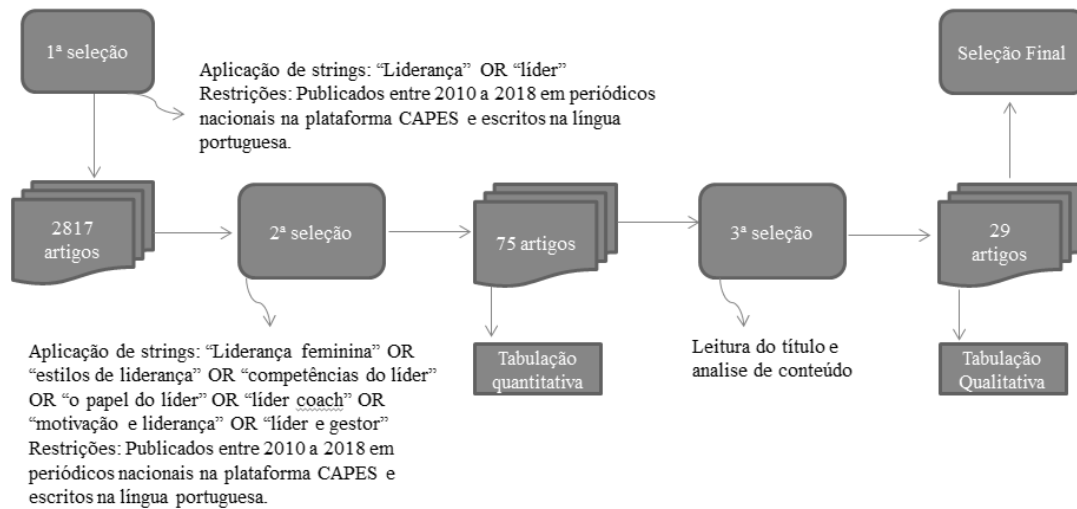 1ª seleção
Aplicação de strings: “Liderança” OR “líder”
Restrições: Publicados entre 2010 a 2018 em periódicos
nacionais na plataforma CAPES e escritos na língua
portuguesa.
Seleção Final
2817
artigos
2ª seleção
75 artigos
3ª seleção
29
artigos
Aplicação de strings: “Liderança feminina” OR
“estilos de liderança” OR “competências do líder”
OR “o papel do líder” OR “líder coach” OR
“motivação e liderança” OR “líder e gestor”
Restrições: Publicados entre 2010 a 2018 em
periódicos nacionais na plataforma CAPES e
escritos na língua portuguesa.
Tabulação
quantitativa
Leitura do título e
analise de conteúdo
Tabulação
Qualitativa